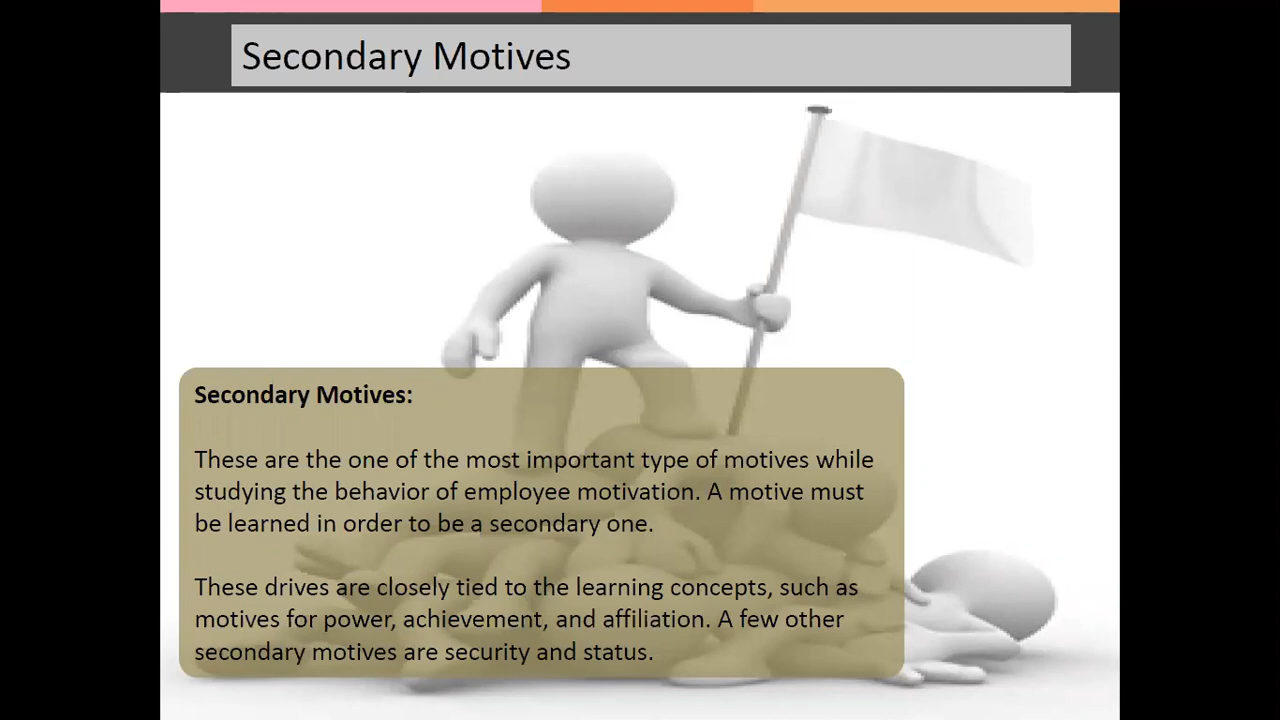 Secondary Motives
Secondary Motives:
These are the one of the most important type of motives while
studying the behavior of employee motivation. A motive must
be learned in order to be a secondary one.
These drives are closely tied to the learning concepts, such as
motives for power, achievement, and affiliation. A few other
secondary motives are security and status.